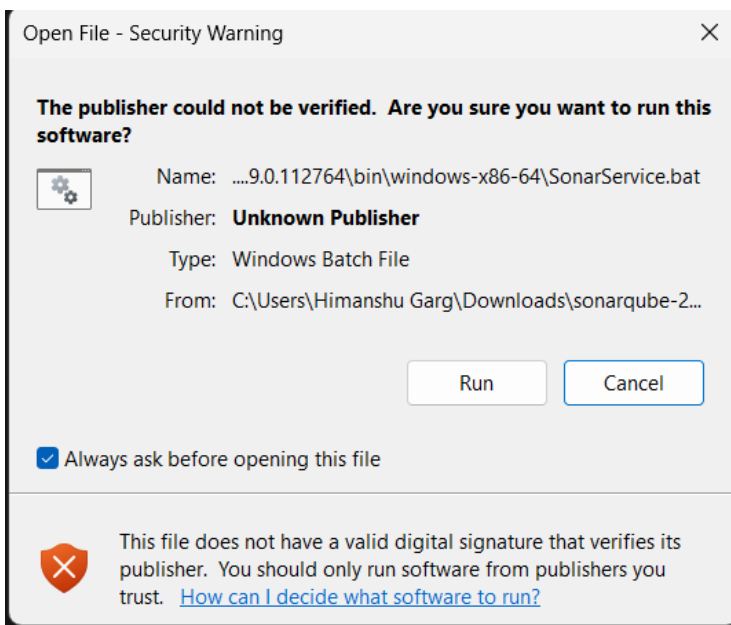 Open File - Security Warning
The publisher could not be verified.  Are you sure you want to run this
software?
Name: ....9.0.112764\bin\windows-x86-64\SonarService.bat
Publisher: Unknown Publisher
Type: Windows Batch File
From: C:\Users\Himanshu Garg\Downloads\sonarqube-2...
Run Cancel
Always ask before opening this file
This file does not have a valid digital signature that verifies its
publisher.  You should only run software from publishers you
trust.  How can I decide what software to run?